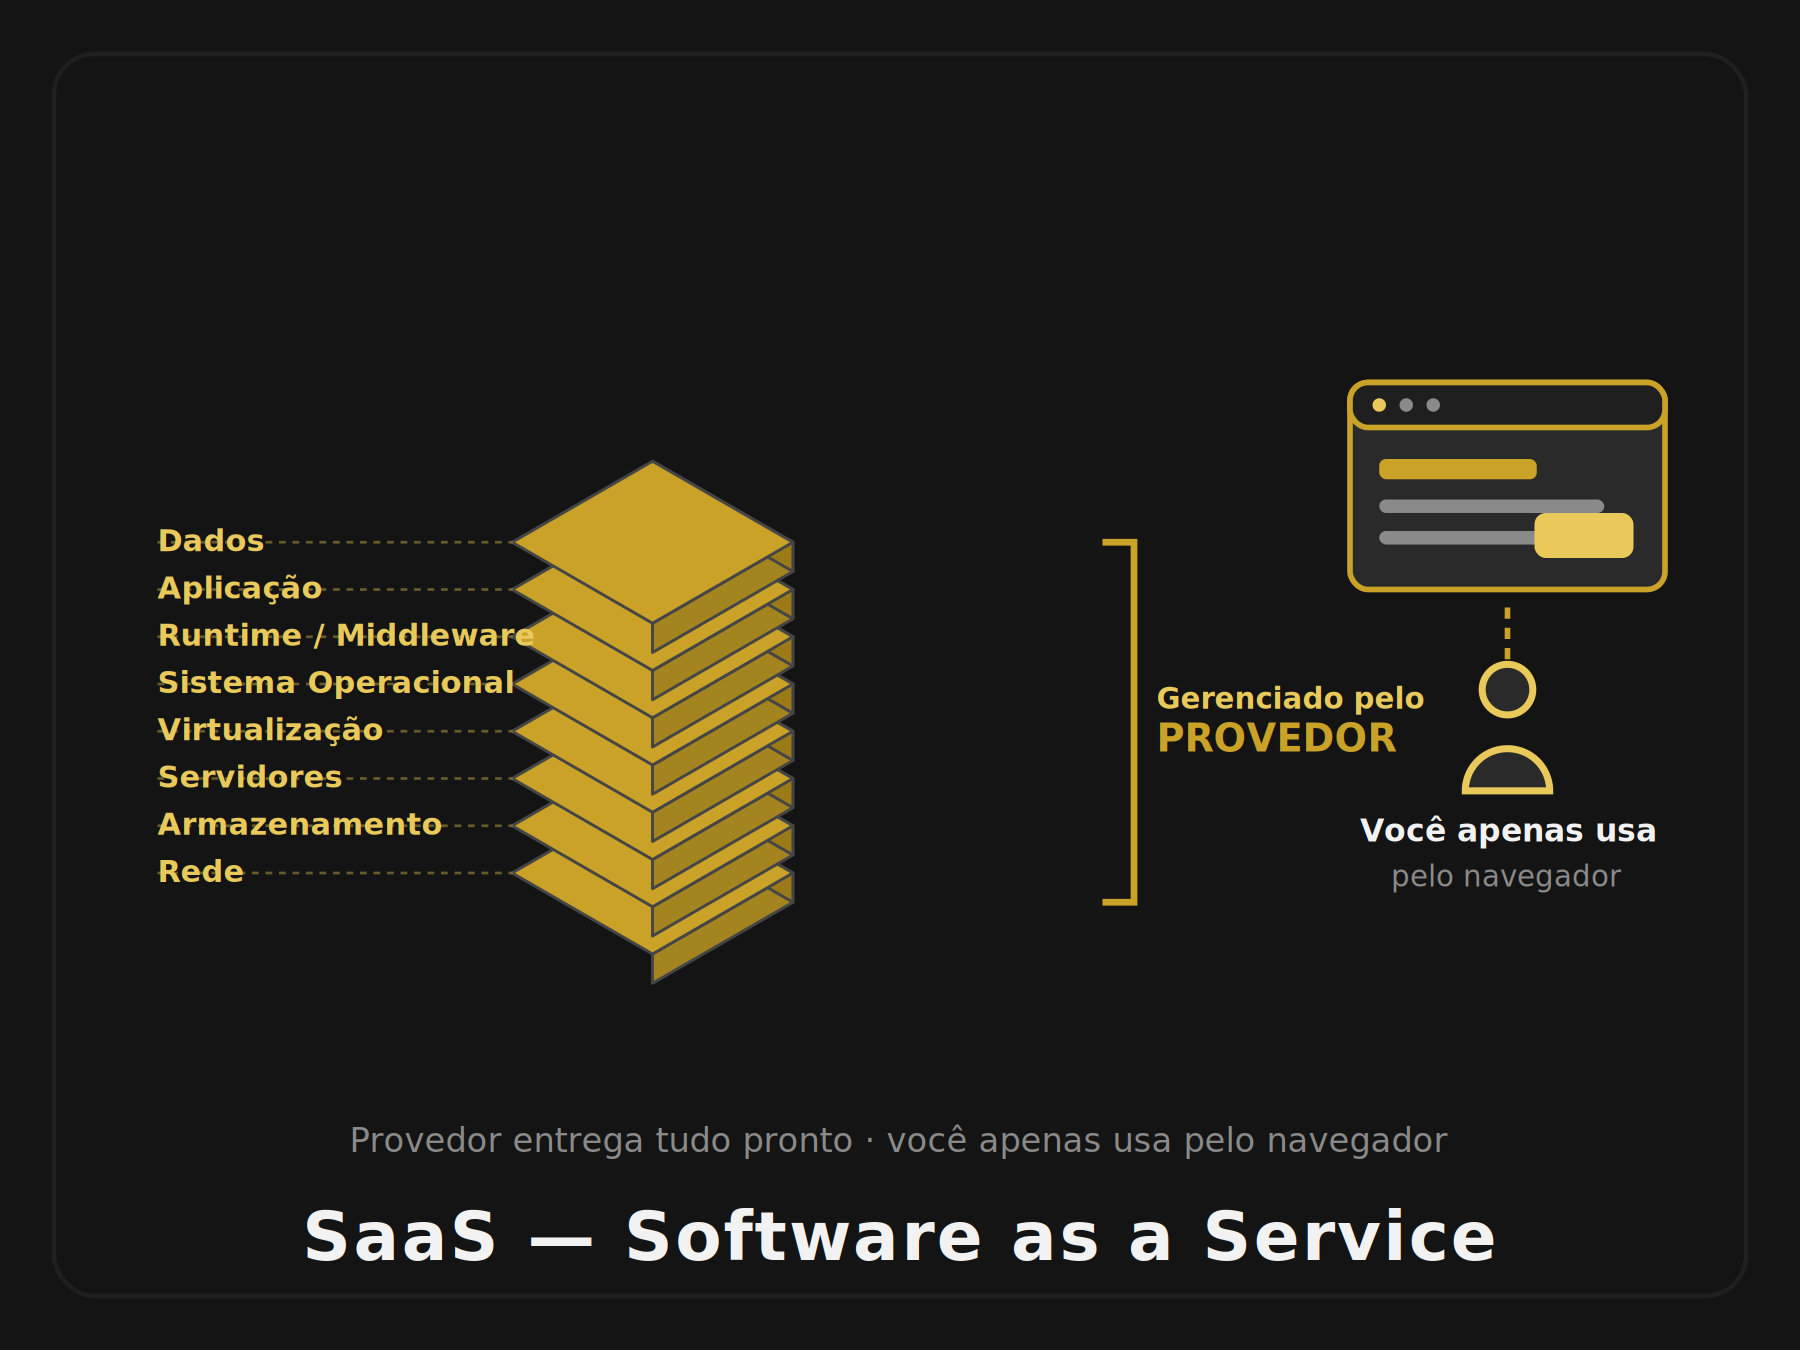 Dados
Aplicação
Runtime / Middleware
Sistema Operacional
Virtualização
Servidores
Armazenamento
Rede
Gerenciado pelo
PROVEDOR
Você apenas usa
pelo navegador
Provedor entrega tudo pronto · você apenas usa pelo navegador
SaaS — Software as a Service